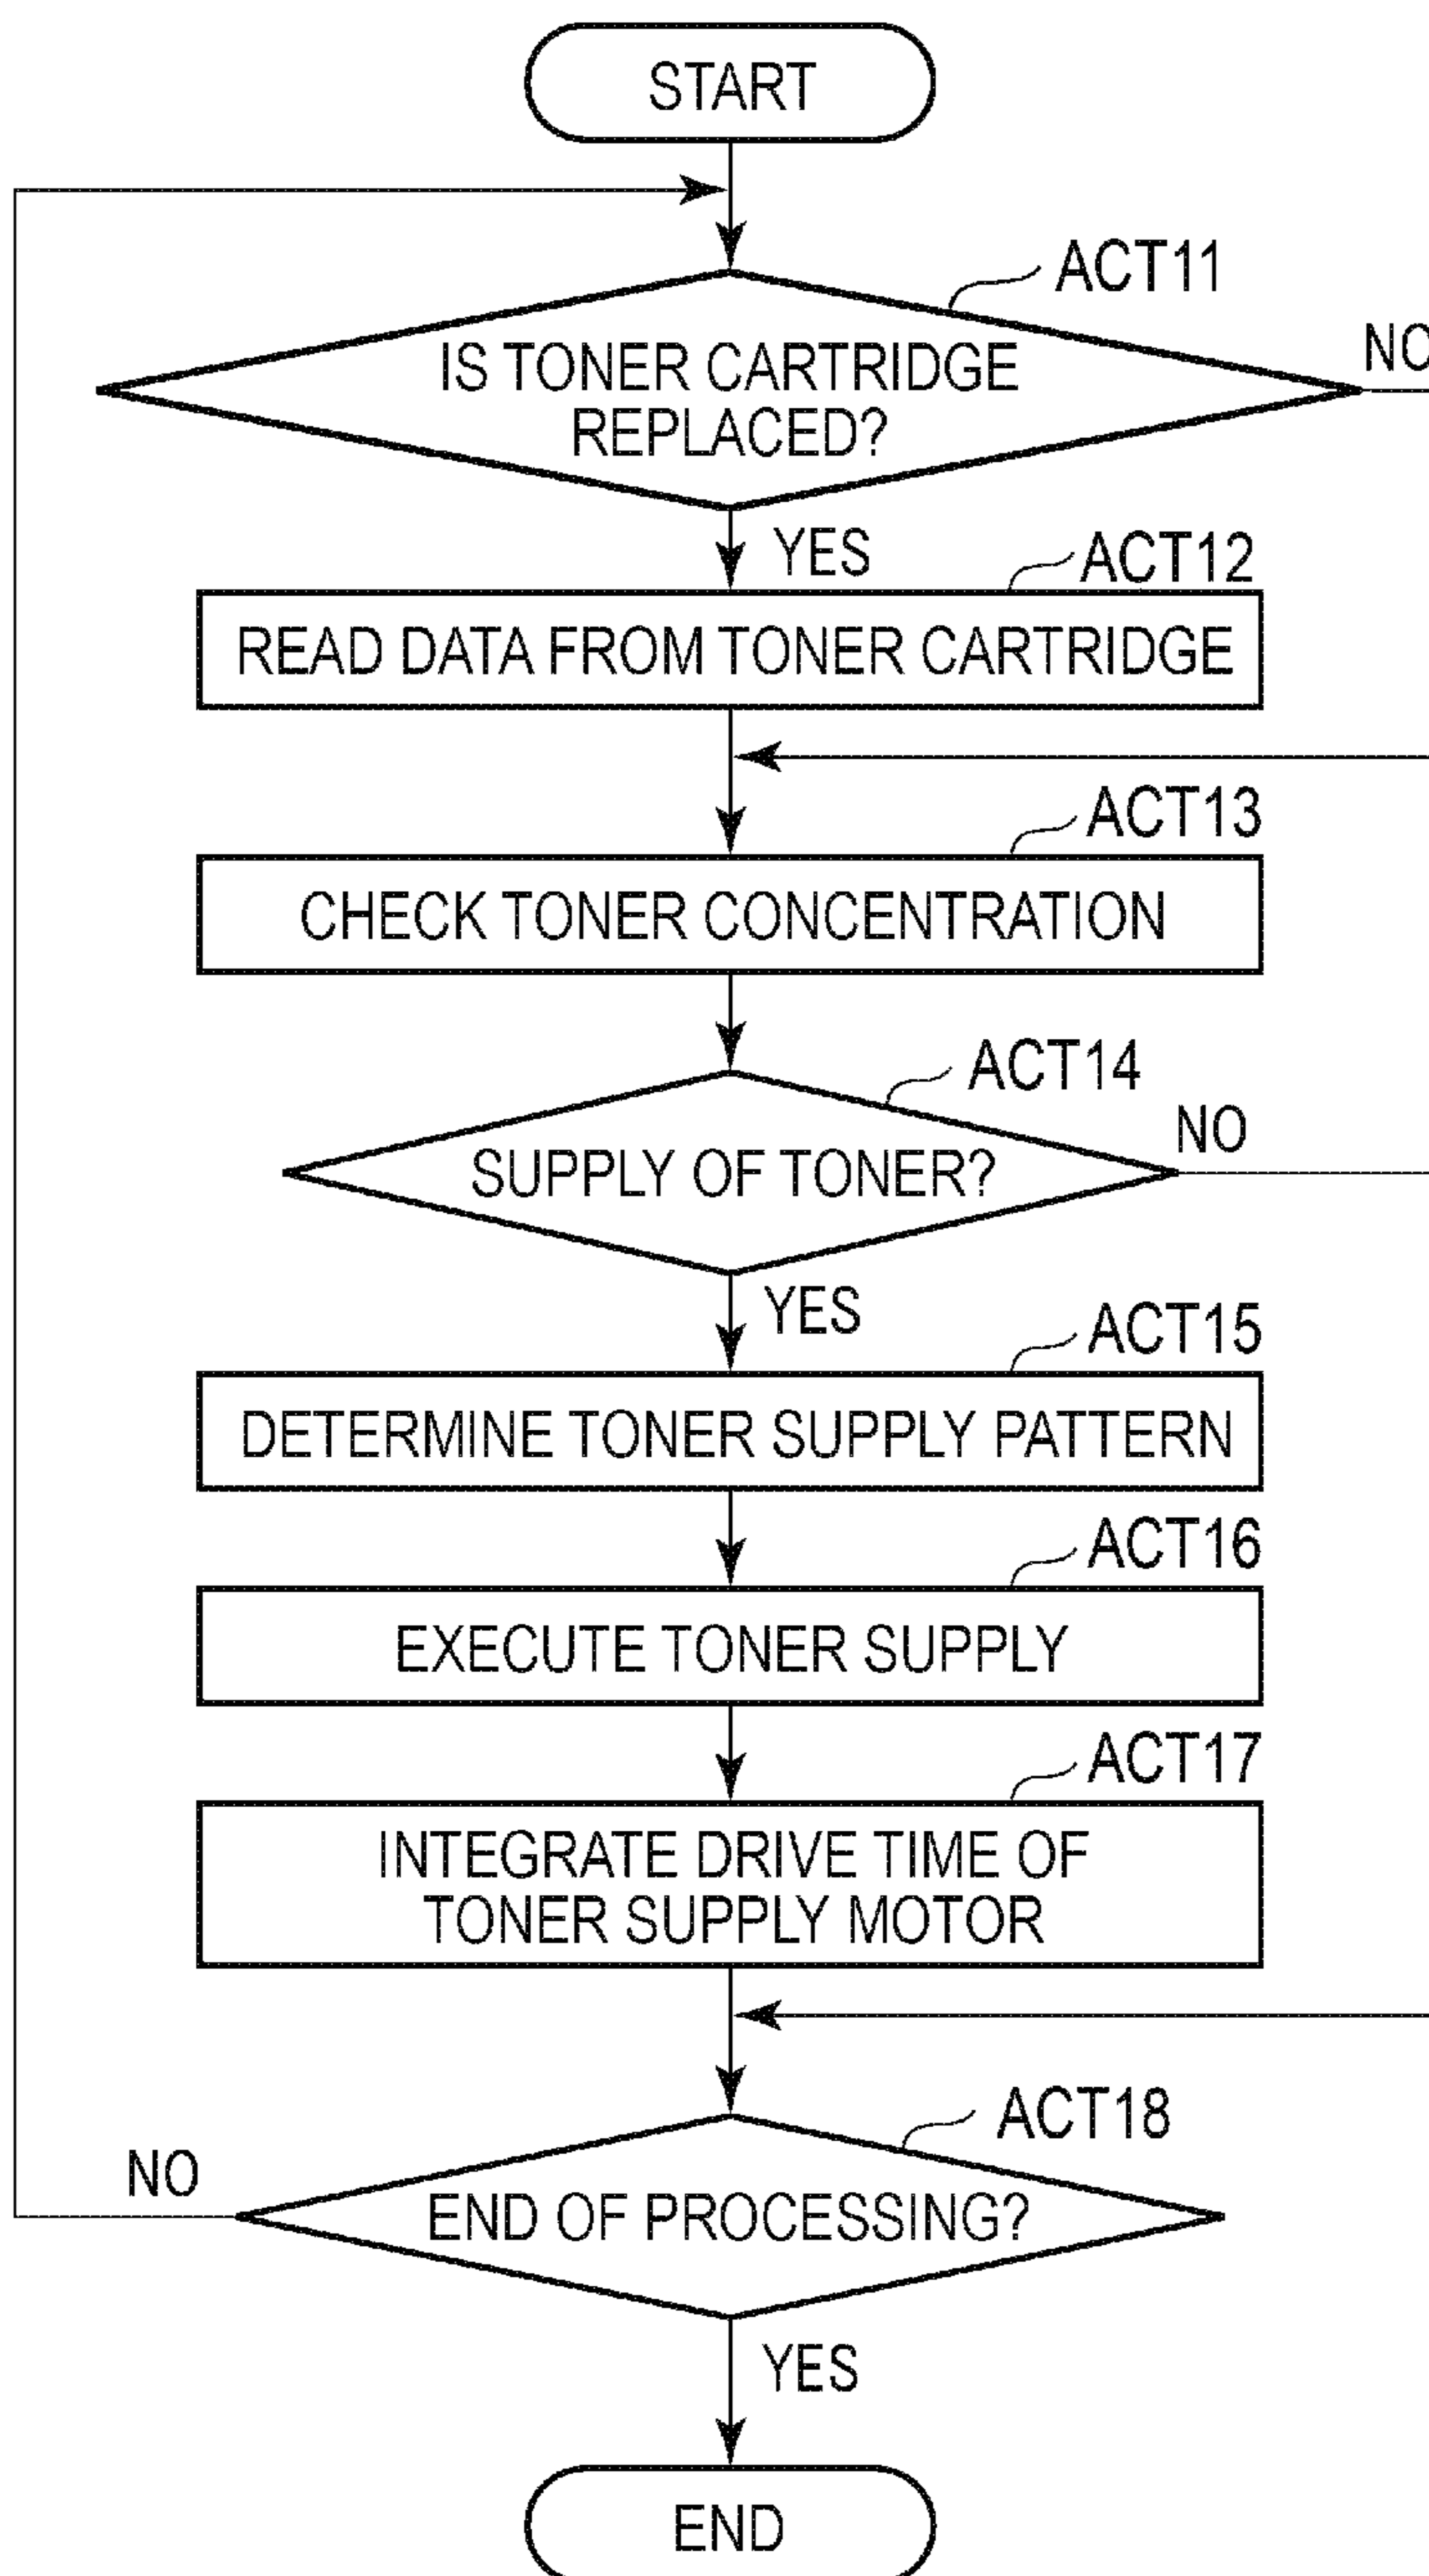 START
ACT11
IS TONER CARTRIDGE
REPLACED?
NO
YES
ACT12
READ DATA FROM TONER CARTRIDGE
ACT13
CHECK TONER CONCENTRATION
ACT14
SUPPLY OF TONER?
NO
YES
ACT15
DETERMINE TONER SUPPLY PATTERN
ACT16
EXECUTE TONER SUPPLY
ACT17
INTEGRATE DRIVE TIME OF
TONER SUPPLY MOTOR
ACT18
NO
END OF PROCESSING?
YES
END